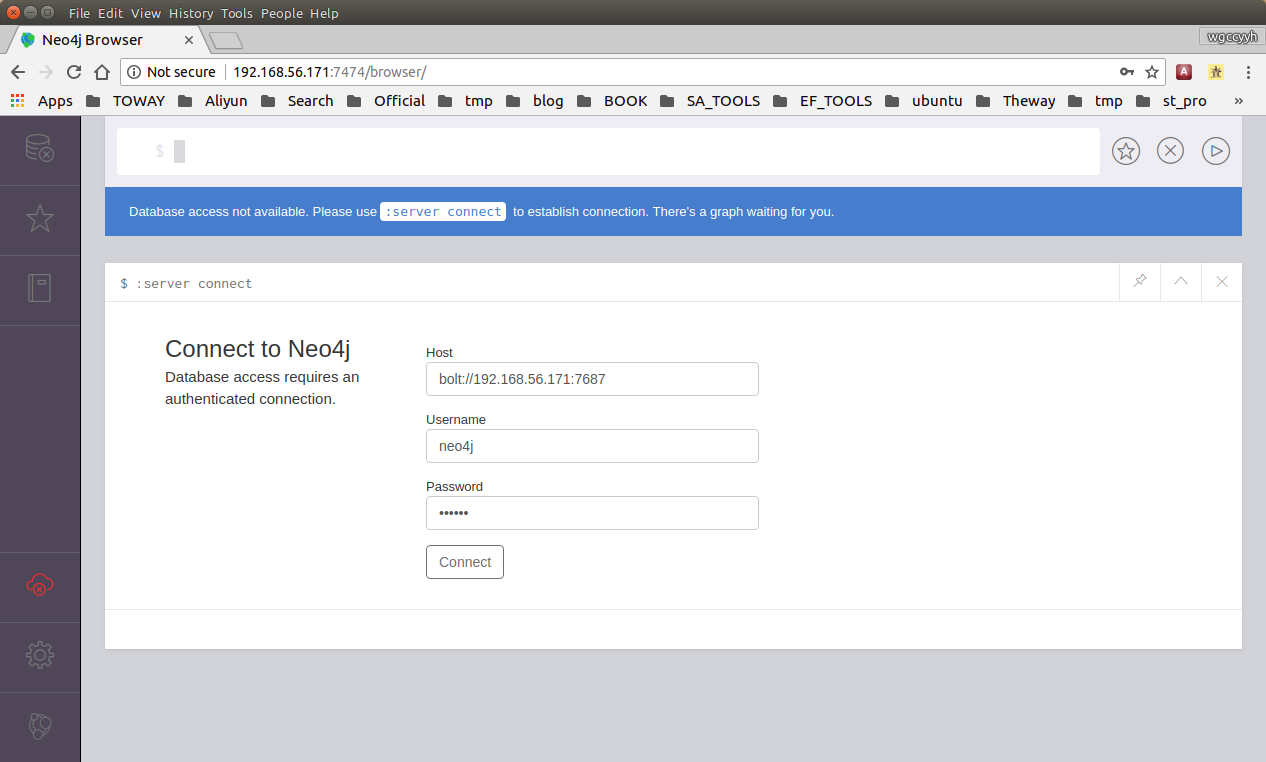 File Edit View History Tools People Help
Neo4j Browser
wgccyyh
Not secure 192.168.56.171:7474/browser/
Apps TOWAY Aliyun Search Official tmp blog BOOK SA_TOOLS EF_TOOLS ubuntu Theway tmp st_pro »
$
Database access not available. Please use :server connect to establish connection. There's a graph waiting for you.
$ :server connect
Connect to Neo4j
Database access requires an
authenticated connection.
Host
bolt://192.168.56.171:7687
Username
neo4j
Password
••••••
Connect